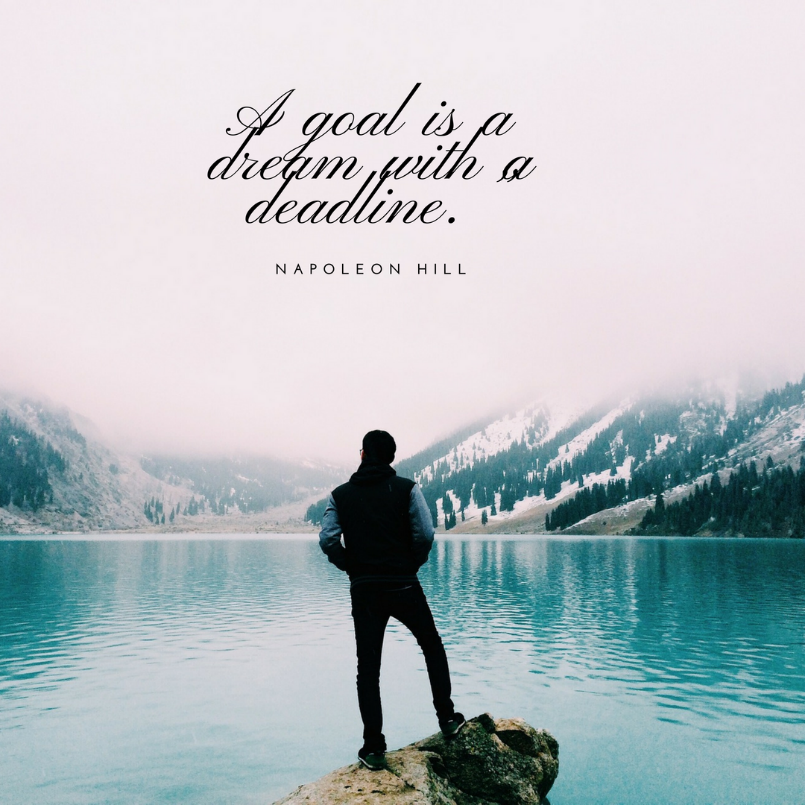 A goal is a
dream with a
deadline.
NAPOLEON HILL